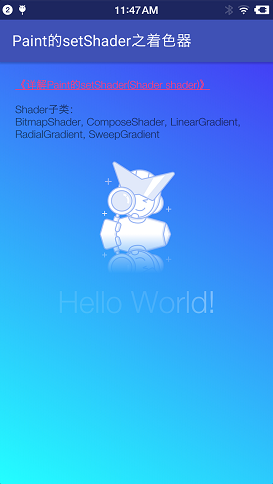 2
11:47AM
Paint的setShader之着色器
《详解Paint的setShader(Shader shader)》
Shader子类：
BitmapShader, ComposeShader, LinearGradient,
RadialGradient, SweepGradient
Hello World!